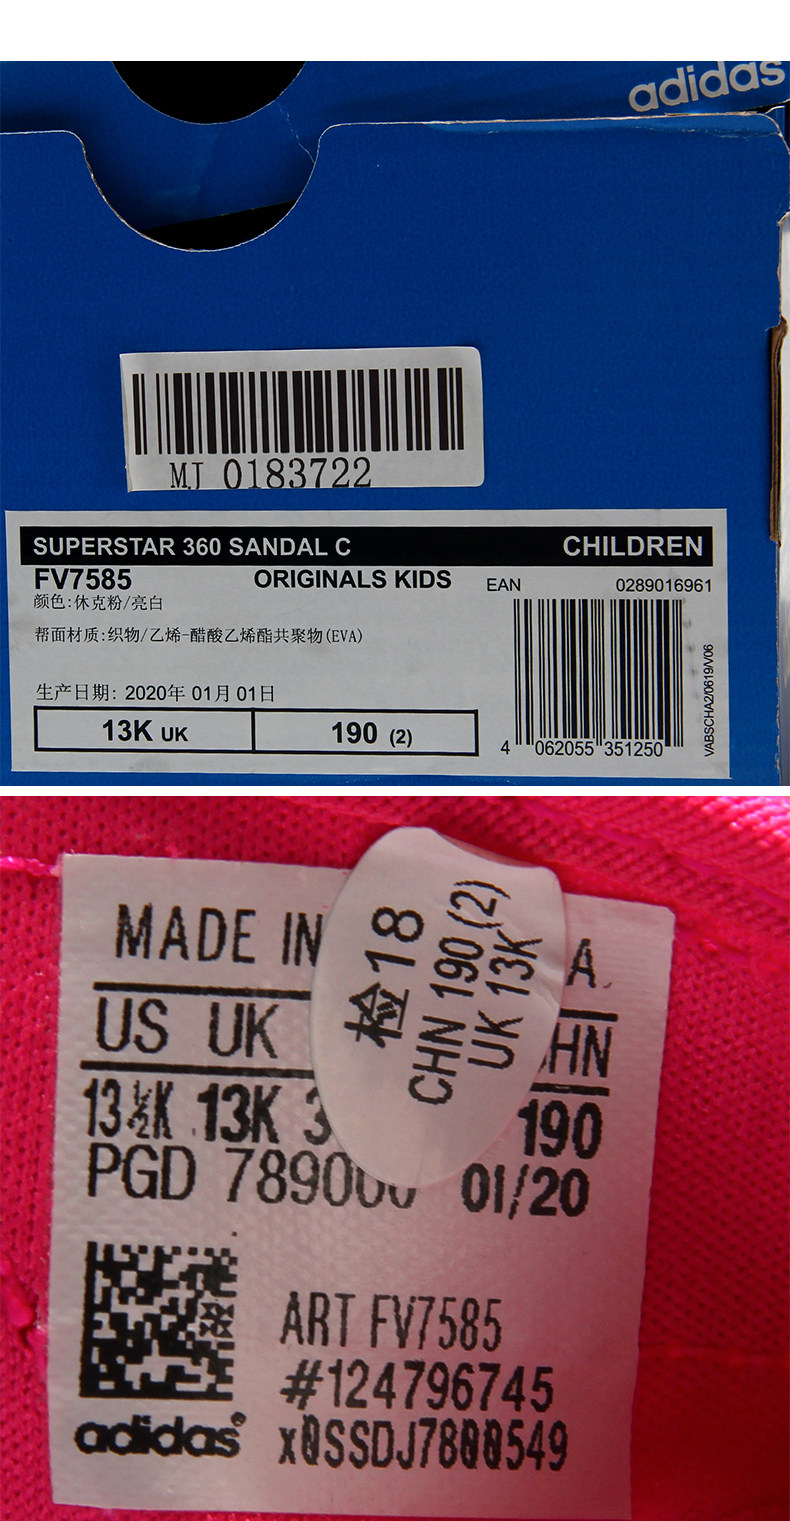 adidas
MJ 0183722
SUPERSTAR 360 SANDAL C CHILDREN
FV7585 ORIGINALS KIDS EAN 0289016961
颜色:休克粉/亮白
帮面材质:织物/乙烯-醋酸乙烯酯共聚物(EVA)
生产日期: 2020年 01月 01日
13K UK 190 (2)
4 062055 351250
VABSCHA2/0619/V06
检18
CHN 190 (2)
UK 13K
MADE IN A.
US UK HN
13½K 13K 3 190
PGD 789000 01/20
ART FV7585
#124796745
x0SSDJ7800549
adidas®